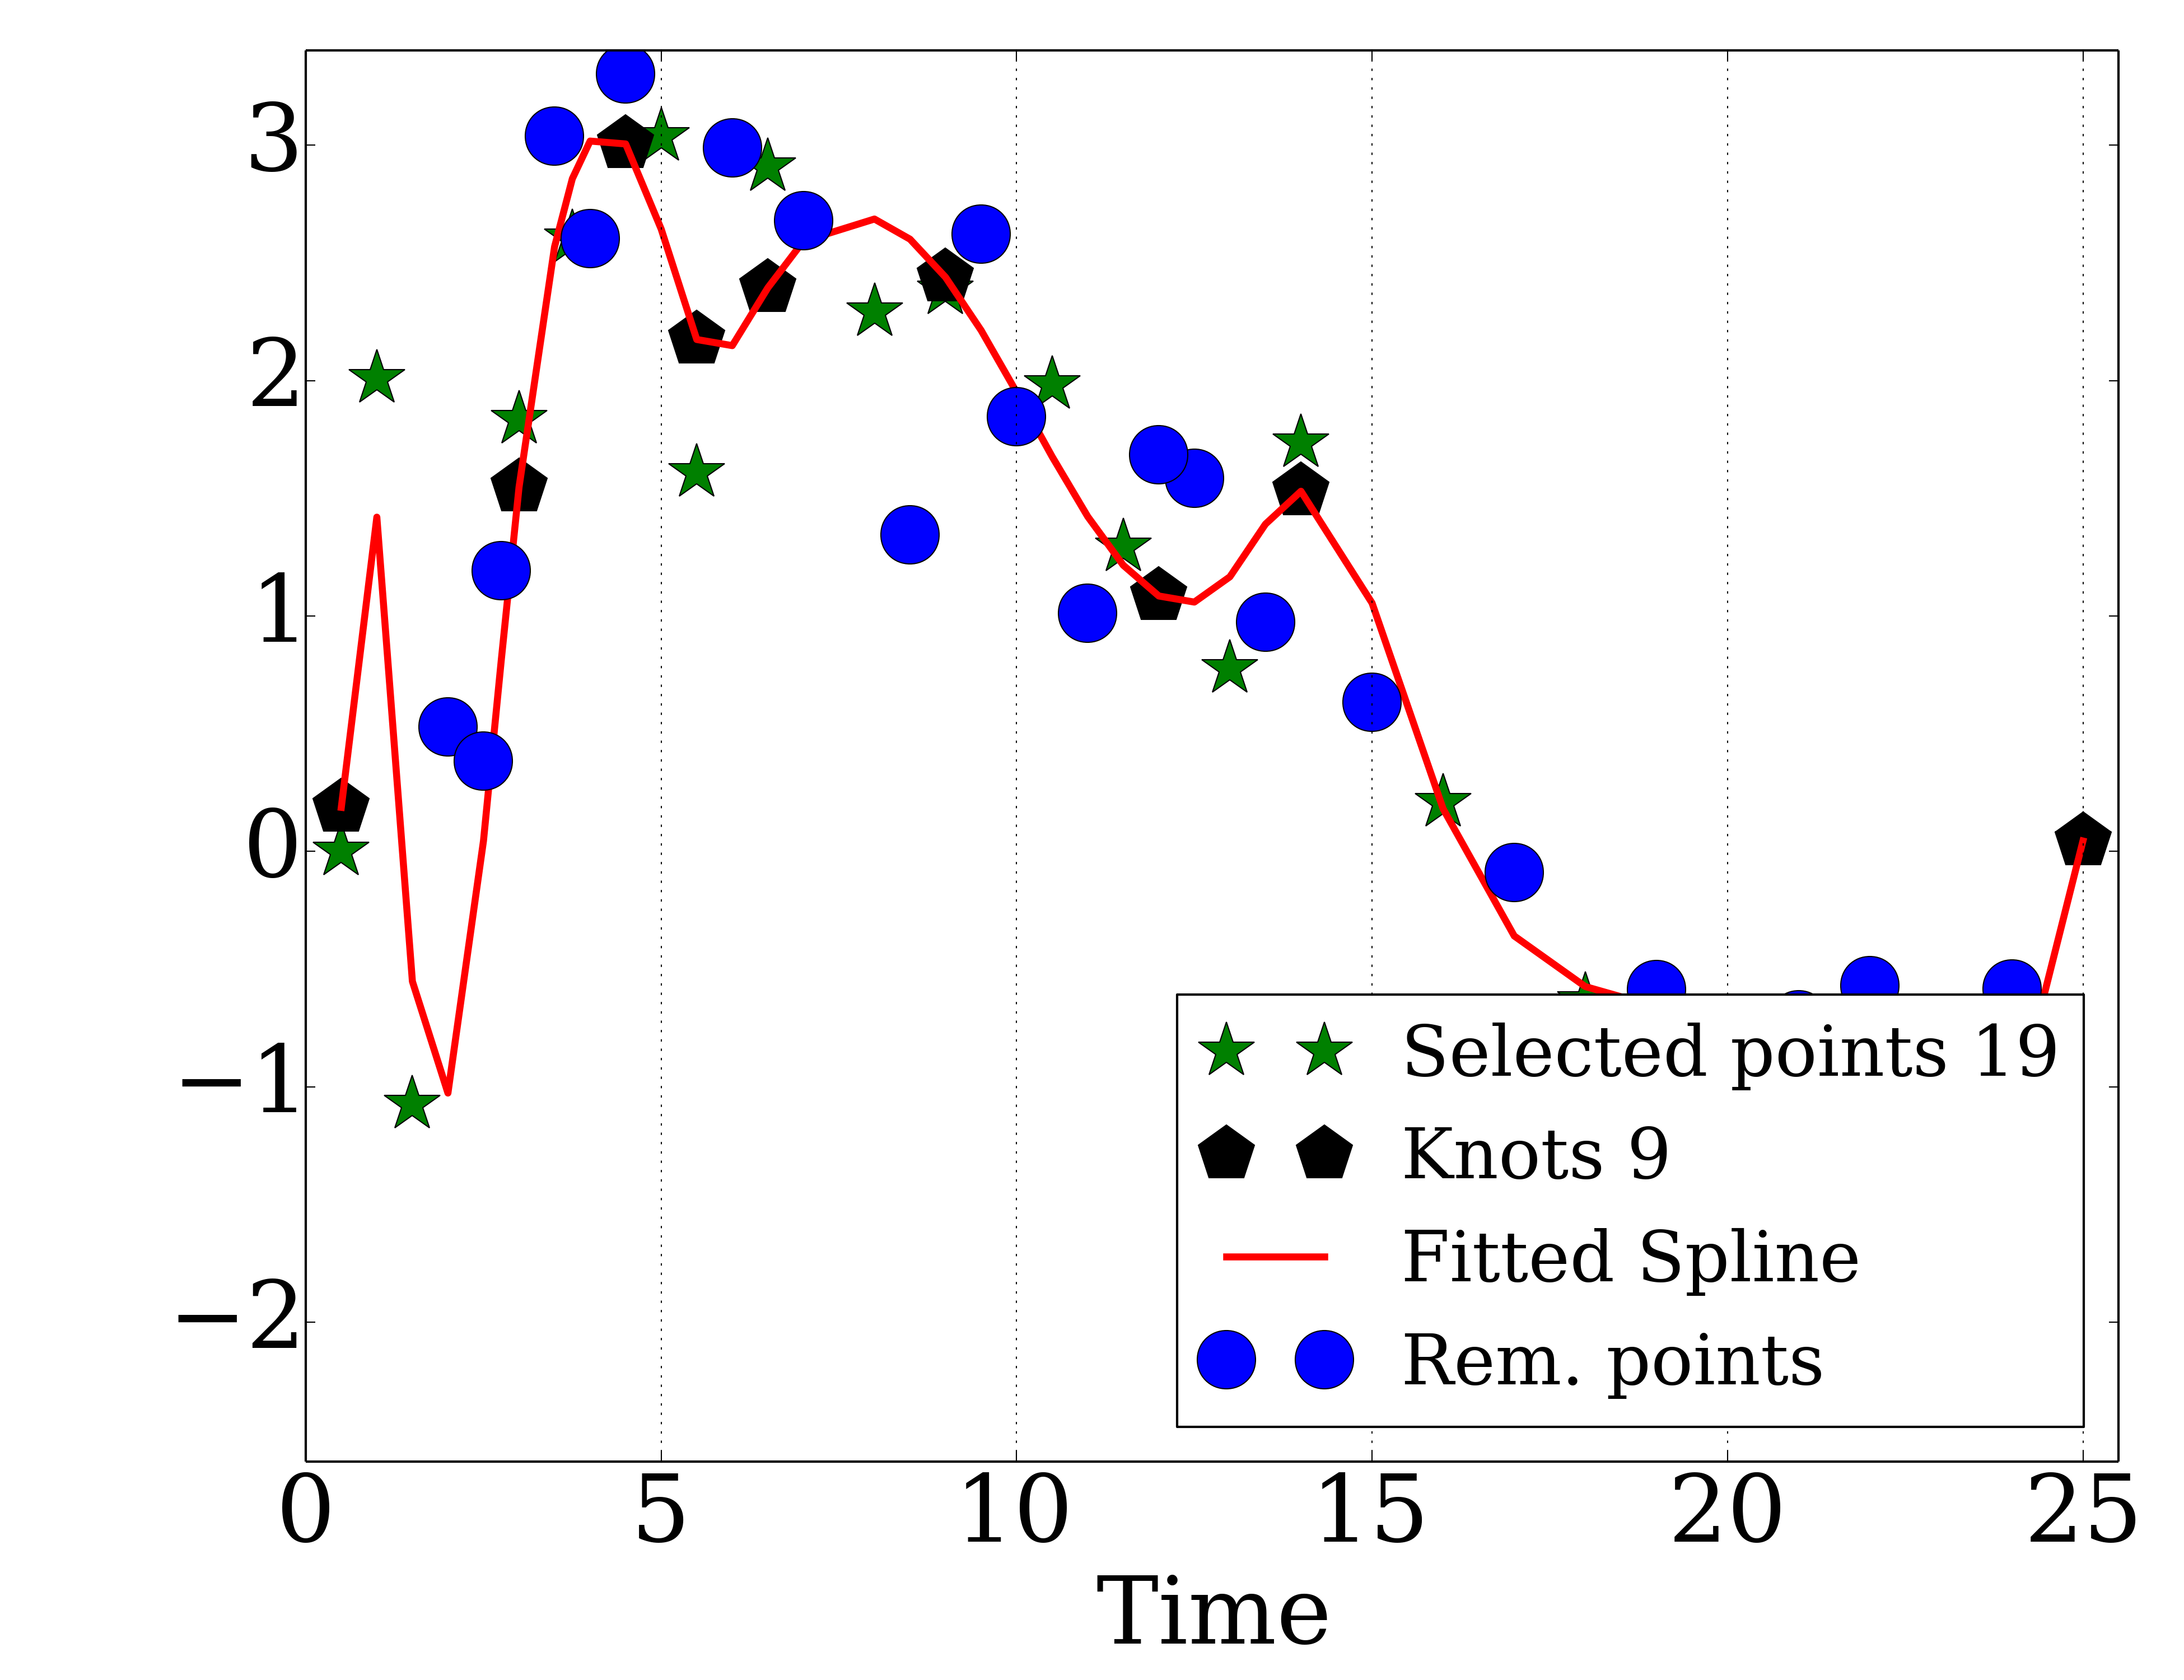 3
2
1
0
−1
−2
Selected points 19
Knots 9
Fitted Spline
Rem. points
0 5 10 15 20 25
Time